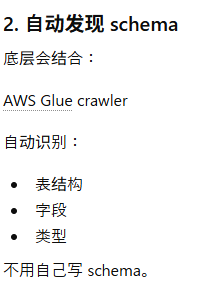 2. 自动发现 schema
底层会结合：
AWS Glue crawler
自动识别：
• 表结构
• 字段
• 类型
不用自己写 schema。